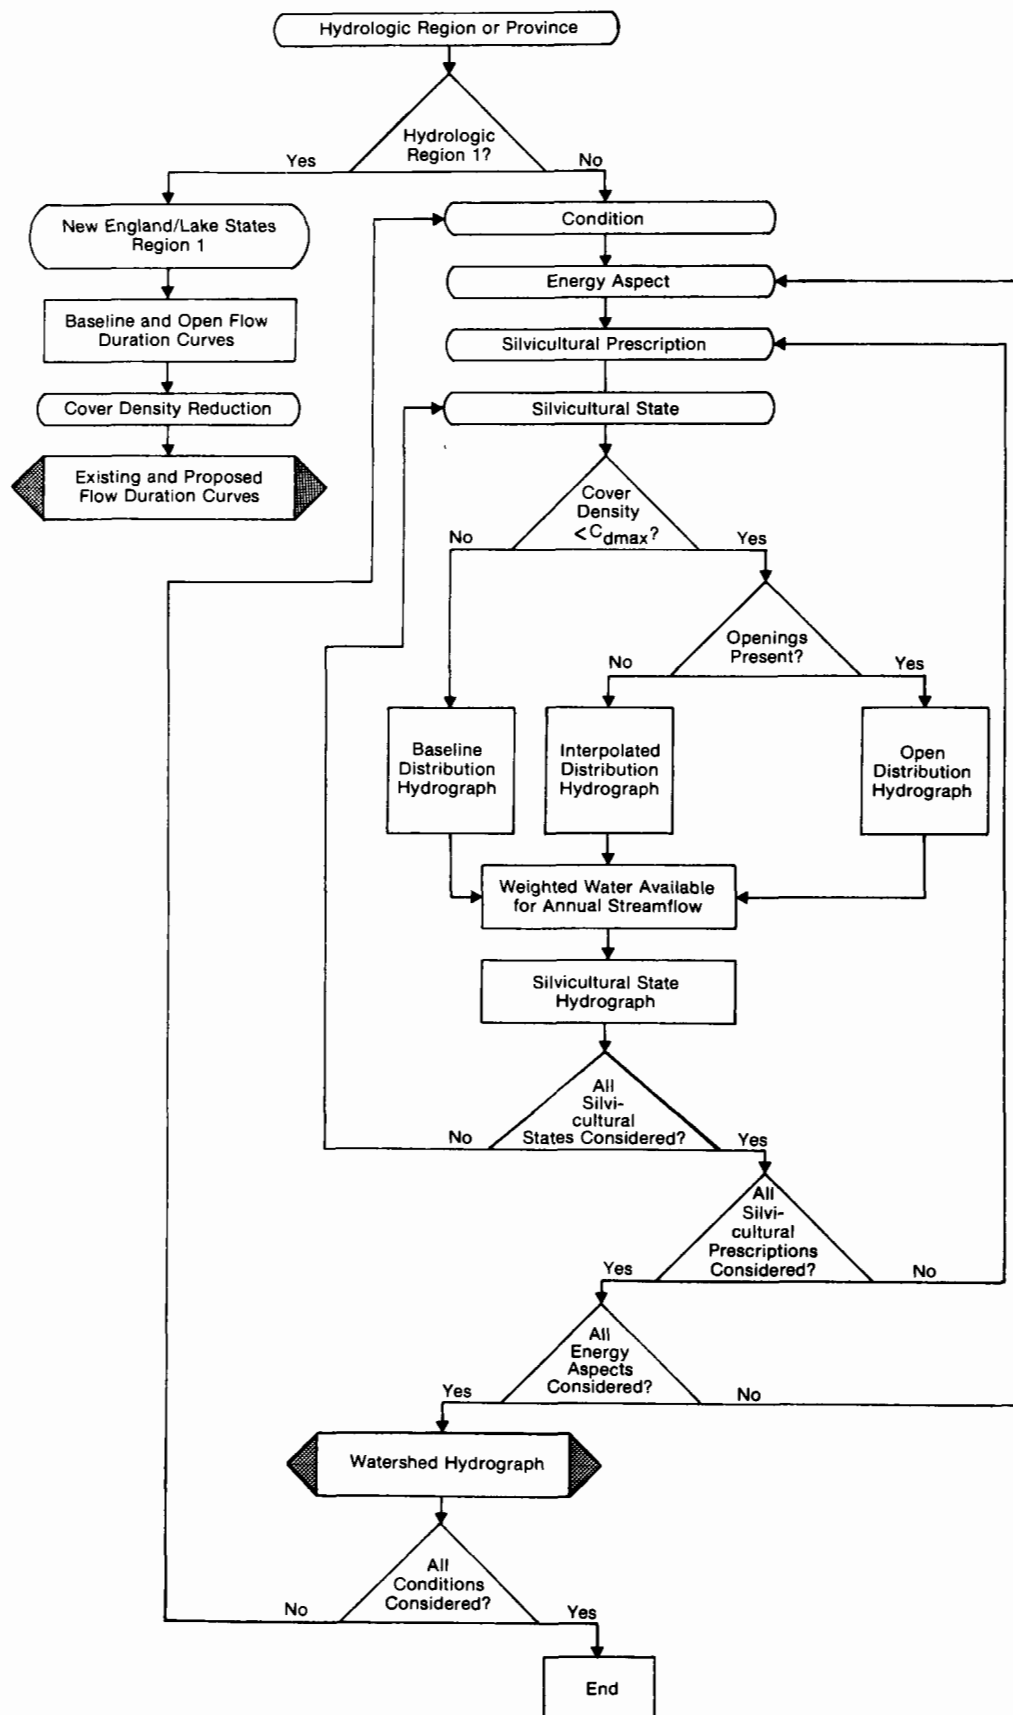 Hydrologic Region or Province
Hydrologic
Region 1?
Yes
No
New England/Lake States
Region 1
Condition
Energy Aspect
Baseline and Open Flow
Duration Curves
Silvicultural Prescription
Cover Density Reduction
Silvicultural State
Existing and Proposed
Flow Duration Curves
Cover
Density
<Cdmax?
No
Yes
Openings
Present?
No
Yes
Baseline
Distribution
Hydrograph
Interpolated
Distribution
Hydrograph
Open
Distribution
Hydrograph
Weighted Water Available
for Annual Streamflow
Silvicultural State
Hydrograph
All
Silvi-
cultural
States Considered?
No
Yes
All
Silvi-
cultural
Prescriptions
Considered?
Yes
No
All
Energy
Aspects
Considered?
Yes
No
Watershed Hydrograph
All
Conditions
Considered?
No
Yes
End